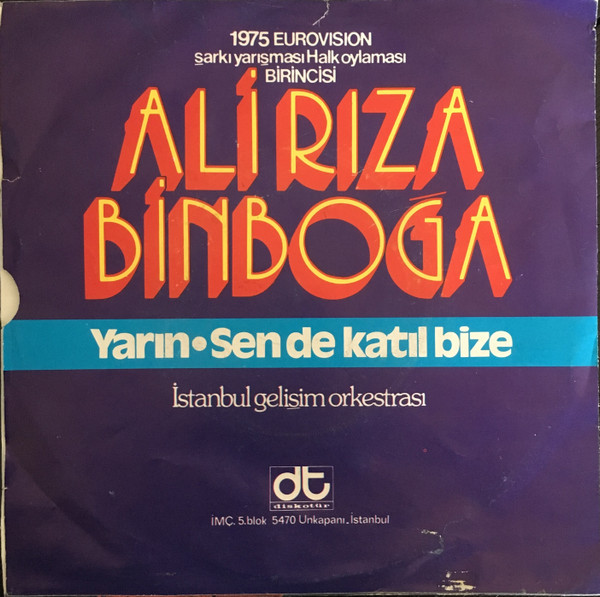 1975 EUROVISION
şarkı yarışması Halk oylaması
BİRİNCİSİ
ALİ RIZA
BİNBOĞA
Yarın • Sen de katıl bize
İstanbul gelişim orkestrası
dt
diskotür
İMÇ. 5.blok 5470 Unkapanı_İstanbul